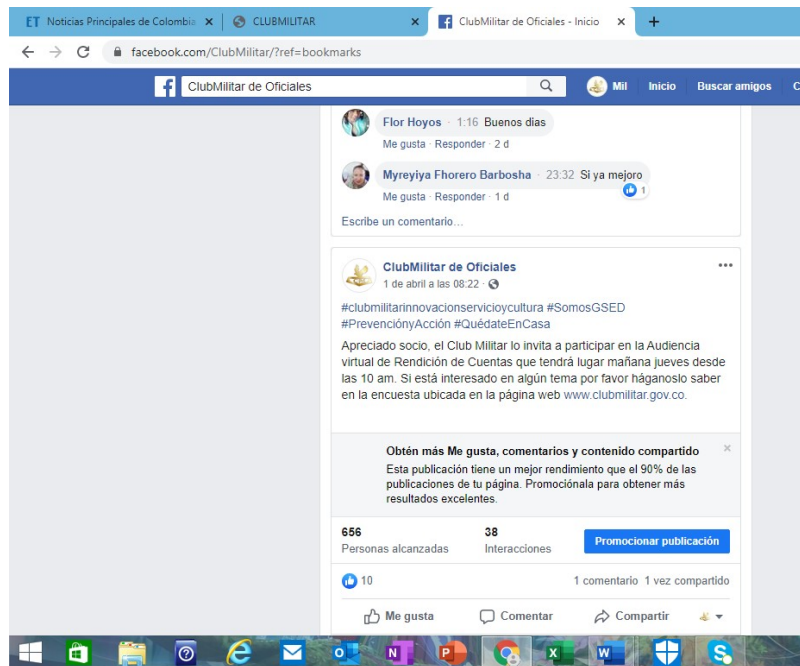 ET Noticias Principales de Colombia
CLUBMILITAR
ClubMilitar de Oficiales - Inicio
facebook.com/ClubMilitar/?ref=bookmarks
ClubMilitar de Oficiales
Mil Inicio Buscar amigos
Flor Hoyos · 1:16 Buenos dias
Me gusta · Responder · 2 d
Myreyiya Fhorero Barbosha · 23:32 Si ya mejoro
1
Me gusta · Responder · 1 d
Escribe un comentario...
ClubMilitar de Oficiales
1 de abril a las 08:22 ·
#clubmilitarinnovacionservicioycultura #SomosGSED
#PrevenciónyAcción #QuédateEnCasa
Apreciado socio, el Club Militar lo invita a participar en la Audiencia
virtual de Rendición de Cuentas que tendrá lugar mañana jueves desde
las 10 am. Si está interesado en algún tema por favor háganoslo saber
en la encuesta ubicada en la página web www.clubmilitar.gov.co.
Obtén más Me gusta, comentarios y contenido compartido
Esta publicación tiene un mejor rendimiento que el 90% de las
publicaciones de tu página. Promociónala para obtener más
resultados excelentes.
656 38
Personas alcanzadas Interacciones
Promocionar publicación
10 1 comentario 1 vez compartido
Me gusta Comentar Compartir